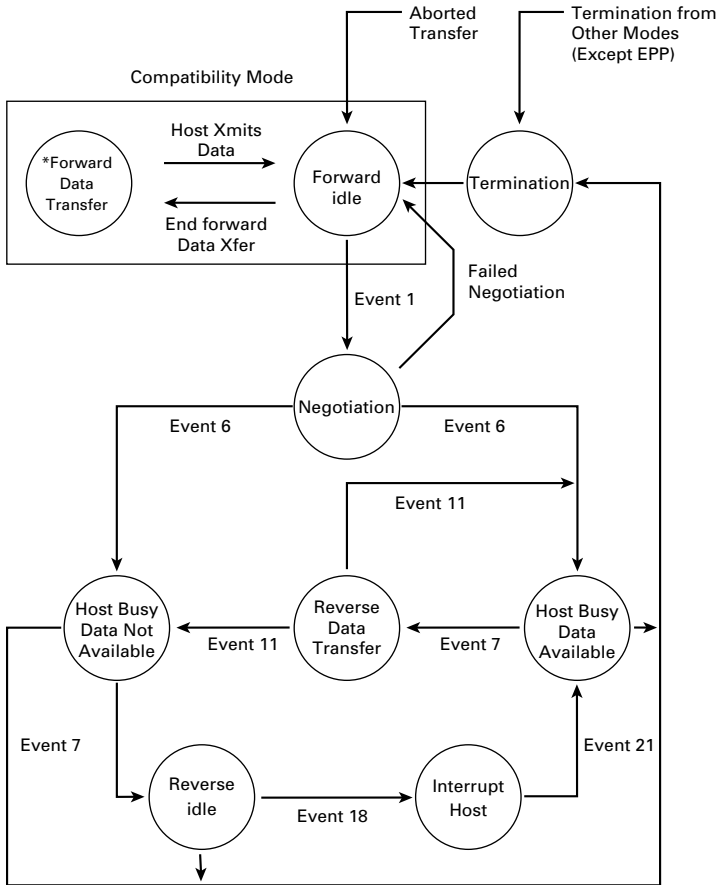 Aborted
Transfer
Termination from
Other Modes
(Except EPP)
Compatibility Mode
*Forward
Data
Transfer
Host Xmits
Data
End forward
Data Xfer
Forward
idle
Termination
Event 1
Failed
Negotiation
Negotiation
Event 6
Event 6
Event 11
Host Busy
Data Not
Available
Event 11
Reverse
Data
Transfer
Event 7
Host Busy
Data
Available
Event 7
Event 21
Reverse
idle
Event 18
Interrupt
Host